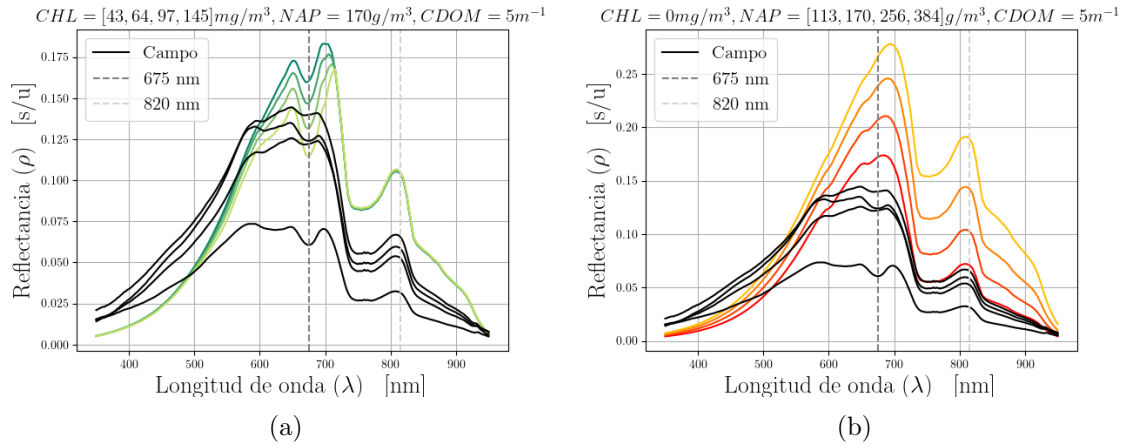 CHL = [43, 64, 97, 145]mg/m³, NAP = 170g/m³, CDOM = 5m⁻¹
Reflectancia (ρ) [s/u]
0.175
0.150
0.125
0.100
0.075
0.050
0.025
0.000
Campo
675 nm
820 nm
400 500 600 700 800 900
Longitud de onda (λ) [nm]
(a)
CHL = 0mg/m³, NAP = [113, 170, 256, 384]g/m³, CDOM = 5m⁻¹
Reflectancia (ρ) [s/u]
0.25
0.20
0.15
0.10
0.05
0.00
Campo
675 nm
820 nm
400 500 600 700 800 900
Longitud de onda (λ) [nm]
(b)